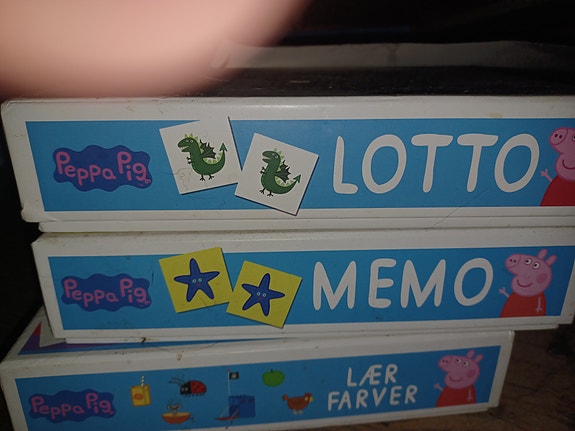 Peppa Pig LOTTO
Peppa Pig MEMO
Peppa Pig LÆR
FARVER